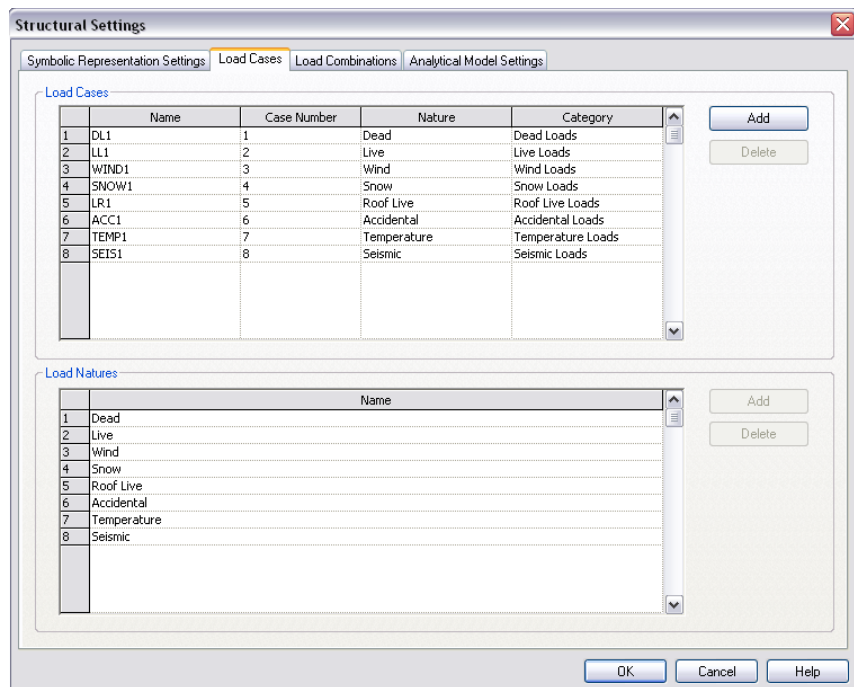 Structural Settings
Symbolic Representation Settings Load Cases Load Combinations Analytical Model Settings
Load Cases
Name Case Number Nature Category
1 DL1 1 Dead Dead Loads
2 LL1 2 Live Live Loads
3 WIND1 3 Wind Wind Loads
4 SNOW1 4 Snow Snow Loads
5 LR1 5 Roof Live Roof Live Loads
6 ACC1 6 Accidental Accidental Loads
7 TEMP1 7 Temperature Temperature Loads
8 SEIS1 8 Seismic Seismic Loads
Add
Delete
Load Natures
Name
1 Dead
2 Live
3 Wind
4 Snow
5 Roof Live
6 Accidental
7 Temperature
8 Seismic
Add
Delete
OK Cancel Help